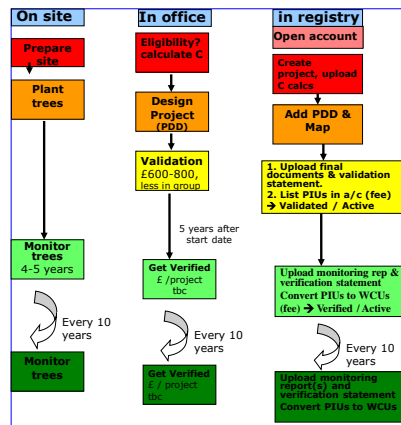 On site
Prepare
site
Plant
trees
Monitor
trees
4-5 years
Every 10
years
Monitor
trees
In office
Eligibility?
calculate C
Design
Project
(PDD)
Validation
£600-800,
less in group
5 years after
start date
Get Verified
£ /project
tbc
Every 10
years
Get Verified
£ / project
tbc
in registry
Open account
Create
project, upload
C calcs
Add PDD &
Map
1. Upload final
documents & validation
statement.
2. List PIUs in a/c (fee)
→ Validated / Active
Upload monitoring rep &
verification statement
Convert PIUs to WCUs
(fee) → Verified / Active
Every 10
years
Upload monitoring
report(s) and
verification statement
Convert PIUs to WCUs